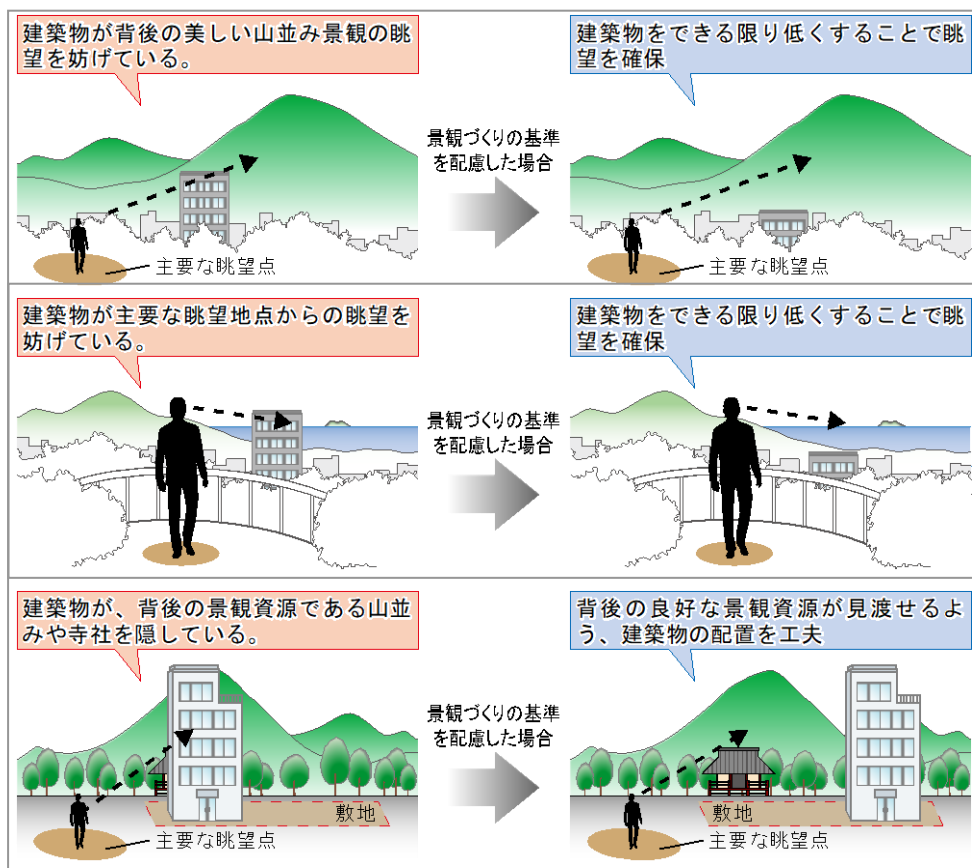 建築物が背後の美しい山並み景観の眺
望を妨げている。
建築物をできる限り低くすることで眺
望を確保
景観づくりの基準
を配慮した場合
主要な眺望点
主要な眺望点
建築物が主要な眺望地点からの眺望を
妨げている。
建築物をできる限り低くすることで眺
望を確保
景観づくりの基準
を配慮した場合
建築物が、背後の景観資源である山並
みや寺社を隠している。
背後の良好な景観資源が見渡せるよ
う、建築物の配置を工夫
景観づくりの基準
を配慮した場合
敷地
主要な眺望点
敷地
主要な眺望点